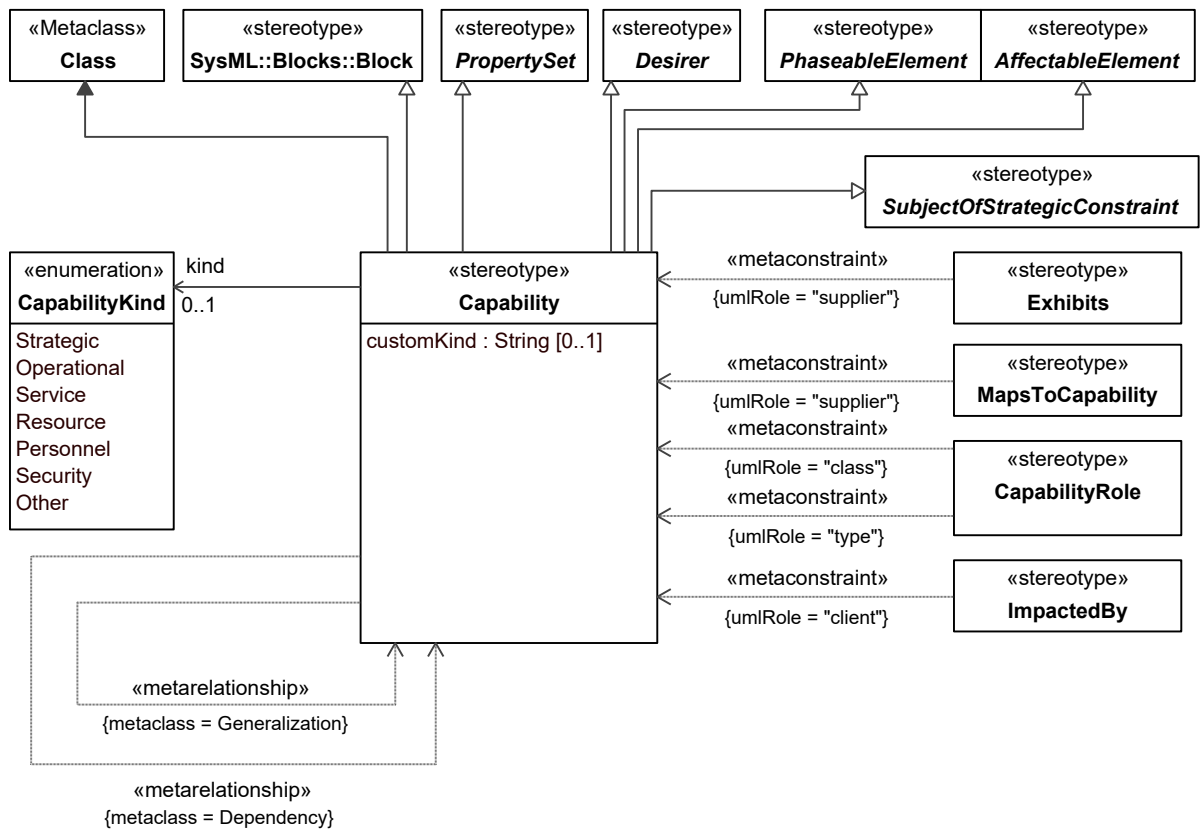 «Metaclass»
Class
«stereotype»
SysML::Blocks::Block
«stereotype»
PropertySet
«stereotype»
Desirer
«stereotype»
PhaseableElement
«stereotype»
AffectableElement
«stereotype»
SubjectOfStrategicConstraint
«enumeration»
CapabilityKind
Strategic
Operational
Service
Resource
Personnel
Security
Other
kind
0..1
«stereotype»
Capability
customKind : String [0..1]
«metaconstraint»
{umlRole = "supplier"}
«stereotype»
Exhibits
«metaconstraint»
{umlRole = "supplier"}
«stereotype»
MapsToCapability
«metaconstraint»
{umlRole = "class"}
«stereotype»
CapabilityRole
«metaconstraint»
{umlRole = "type"}
«metaconstraint»
{umlRole = "client"}
«stereotype»
ImpactedBy
«metarelationship»
{metaclass = Generalization}
«metarelationship»
{metaclass = Dependency}